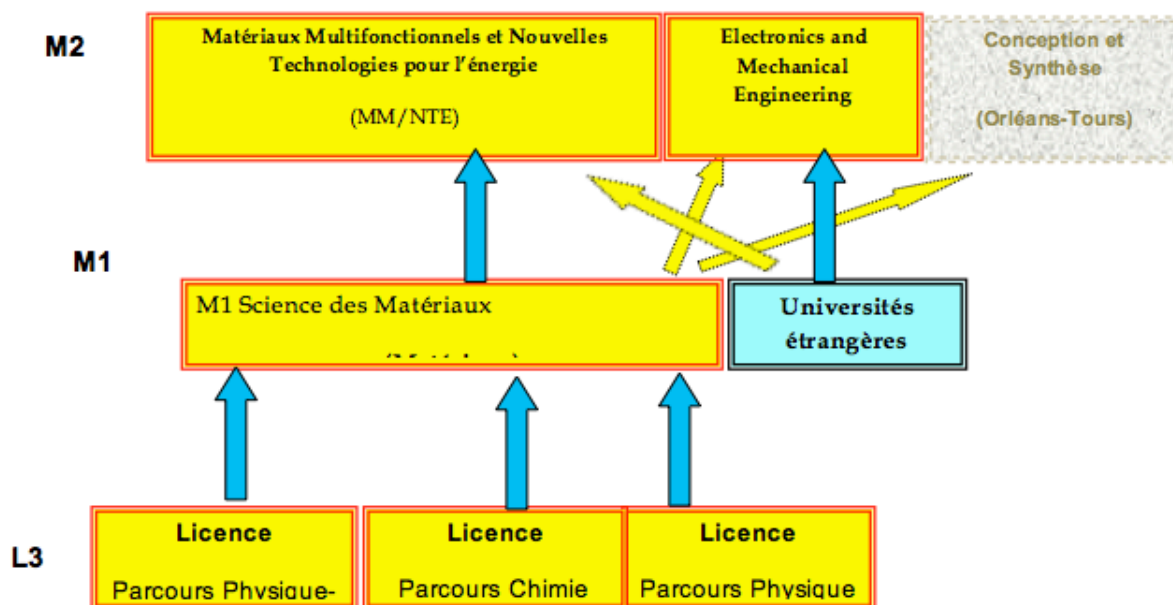 M2
Matériaux Multifonctionnels et Nouvelles
Technologies pour l'énergie
(MM/NTE)
Electronics and
Mechanical
Engineering
Conception et
Synthèse
(Orléans-Tours)
M1
M1 Science des Matériaux
Universités
étrangères
L3
Licence
Parcours Physique-
Licence
Parcours Chimie
Licence
Parcours Physique